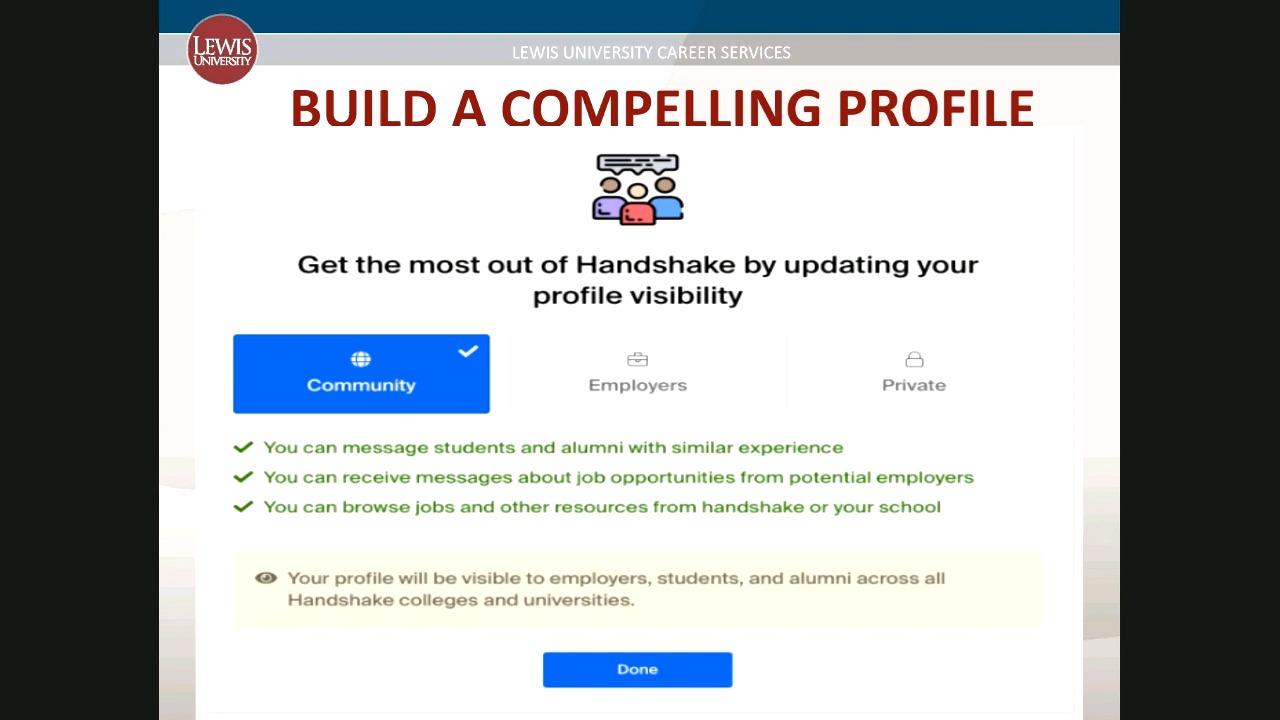 LEWIS
UNIVERSITY
LEWIS UNIVERSITY CAREER SERVICES
BUILD A COMPELLING PROFILE
Get the most out of Handshake by updating your
profile visibility
Community
Employers
Private
You can message students and alumni with similar experience
You can receive messages about job opportunities from potential employers
You can browse jobs and other resources from handshake or your school
Your profile will be visible to employers, students, and alumni across all
Handshake colleges and universities.
Done